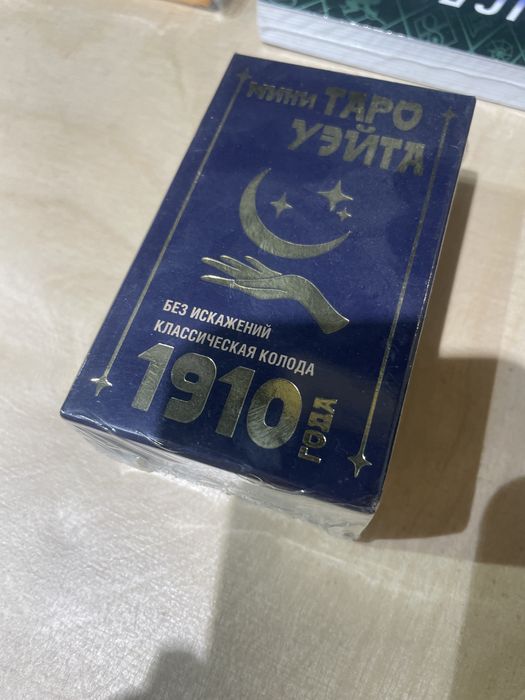 МИНИ ТАРО
УЭЙТА
БЕЗ ИСКАЖЕНИЙ
КЛАССИЧЕСКАЯ КОЛОДА
1910
ГОДА